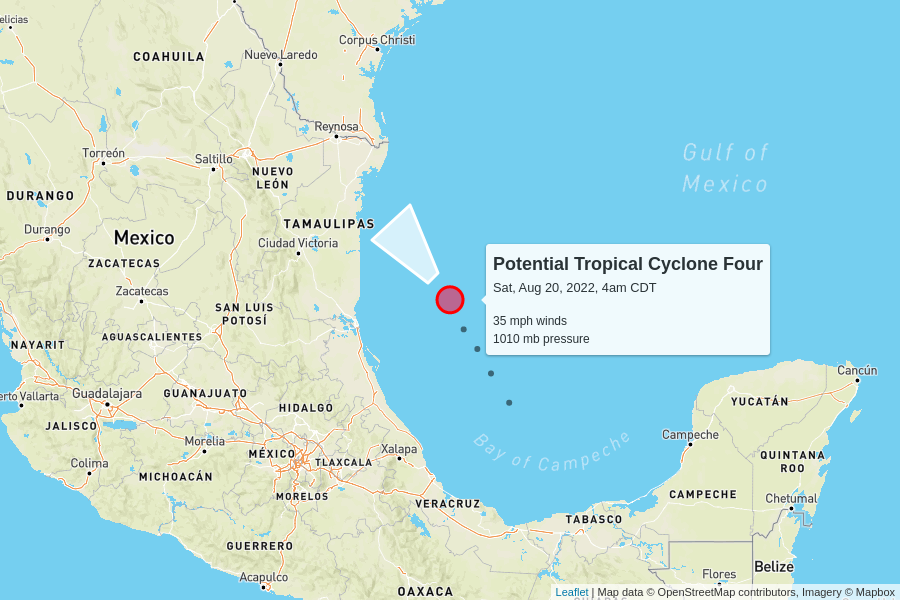 elicias
Corpus Christi
COAHUILA
Nuevo Laredo
Reynosa
Torreón
Saltillo
Gulf of
Mexico
NUEVO
LEÓN
DURANGO
TAMAULIPAS
Durango
Mexico
Ciudad Victoria
ZACATECAS
Potential Tropical Cyclone Four
Sat, Aug 20, 2022, 4am CDT
35 mph winds
1010 mb pressure
Zacatecas
SAN LUIS
POTOSÍ
AGUASCALIENTES
NAYARIT
Cancún
erto Vallarta
Guadalajara
GUANAJUATO
YUCATÁN
HIDALGO
JALISCO
Morelia
Campeche
Bay of Campeche
MÉXICO
Xalapa
TLAXCALA
QUINTANA
ROO
Colima
MICHOACÁN
MORELOS
CAMPECHE
Chetumal
VERACRUZ
TABASCO
GUERRERO
Belize
Acapulco
Flores
OAXACA
Leaflet | Map data © OpenStreetMap contributors, Imagery © Mapbox